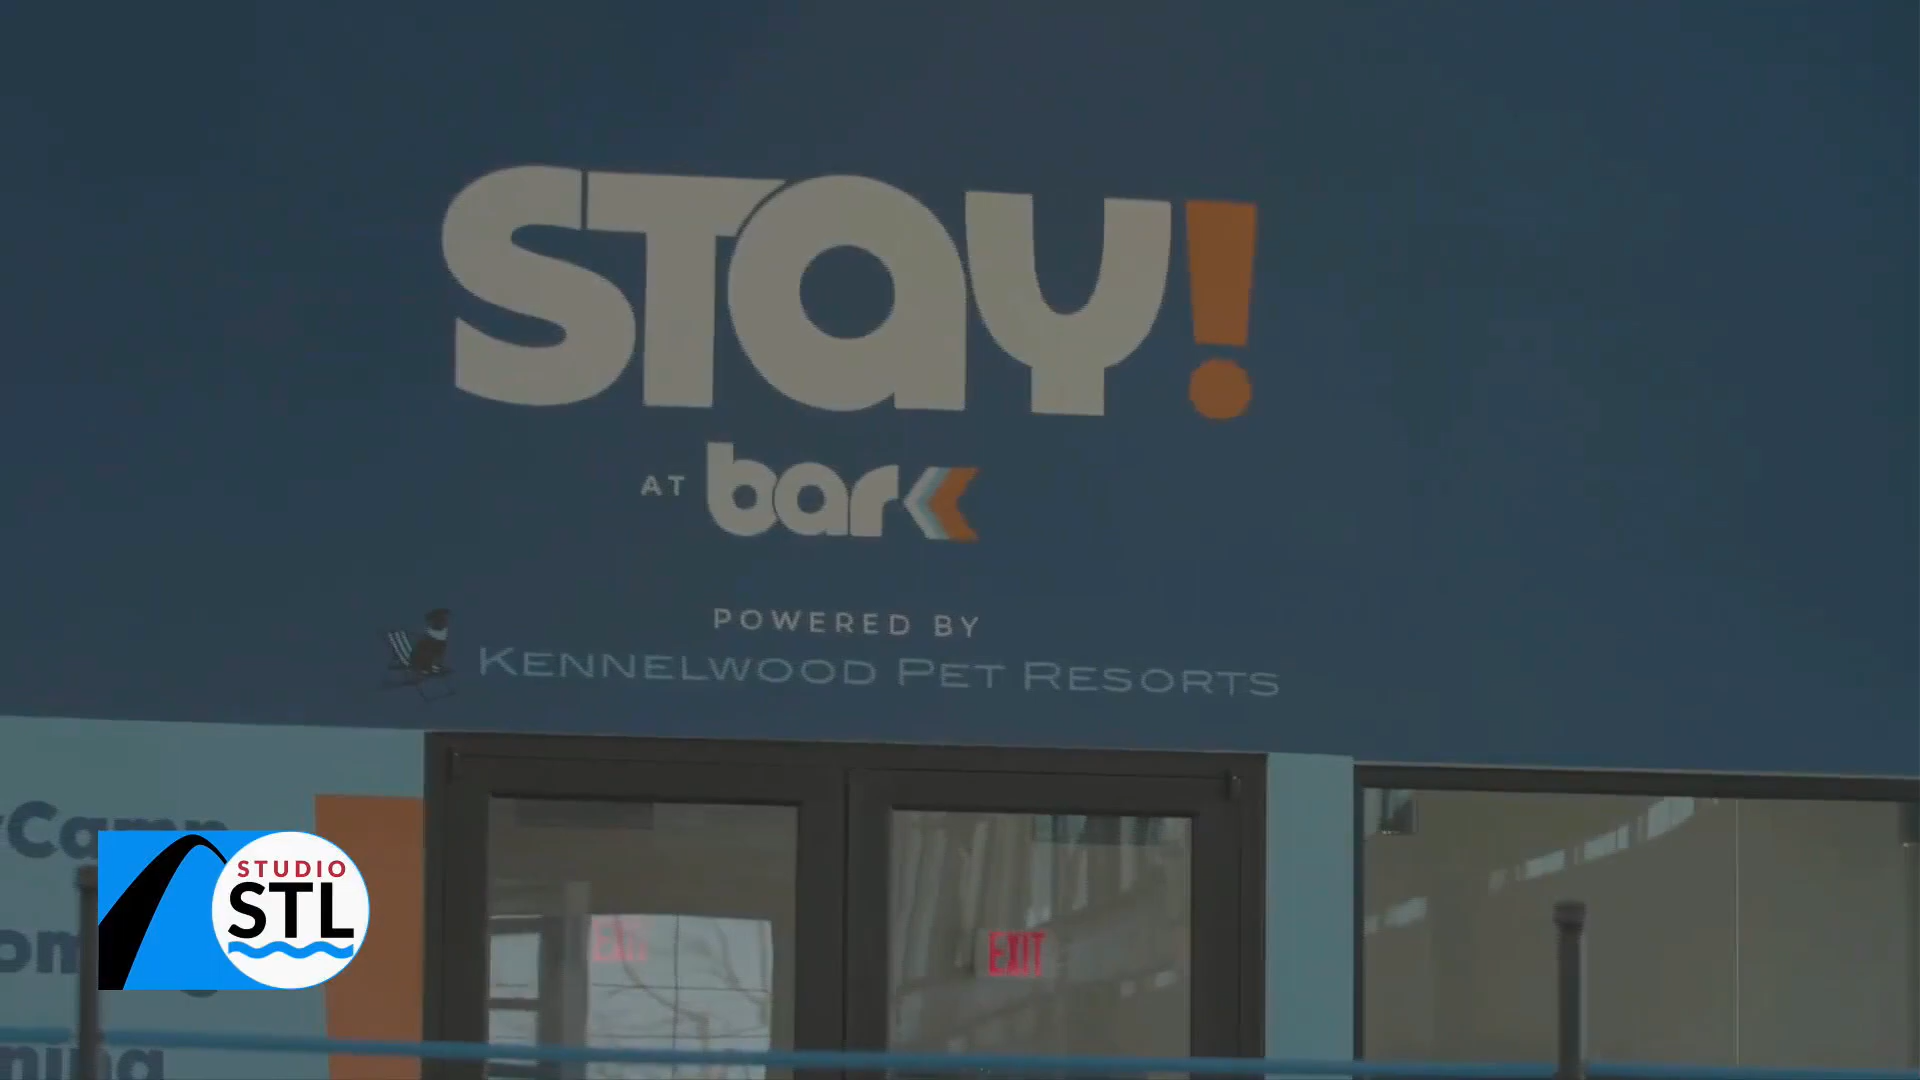 STAY!
AT bark
POWERED BY
KENNELWOOD PET RESORTS
STUDIO
STL
EXIT
EXIT